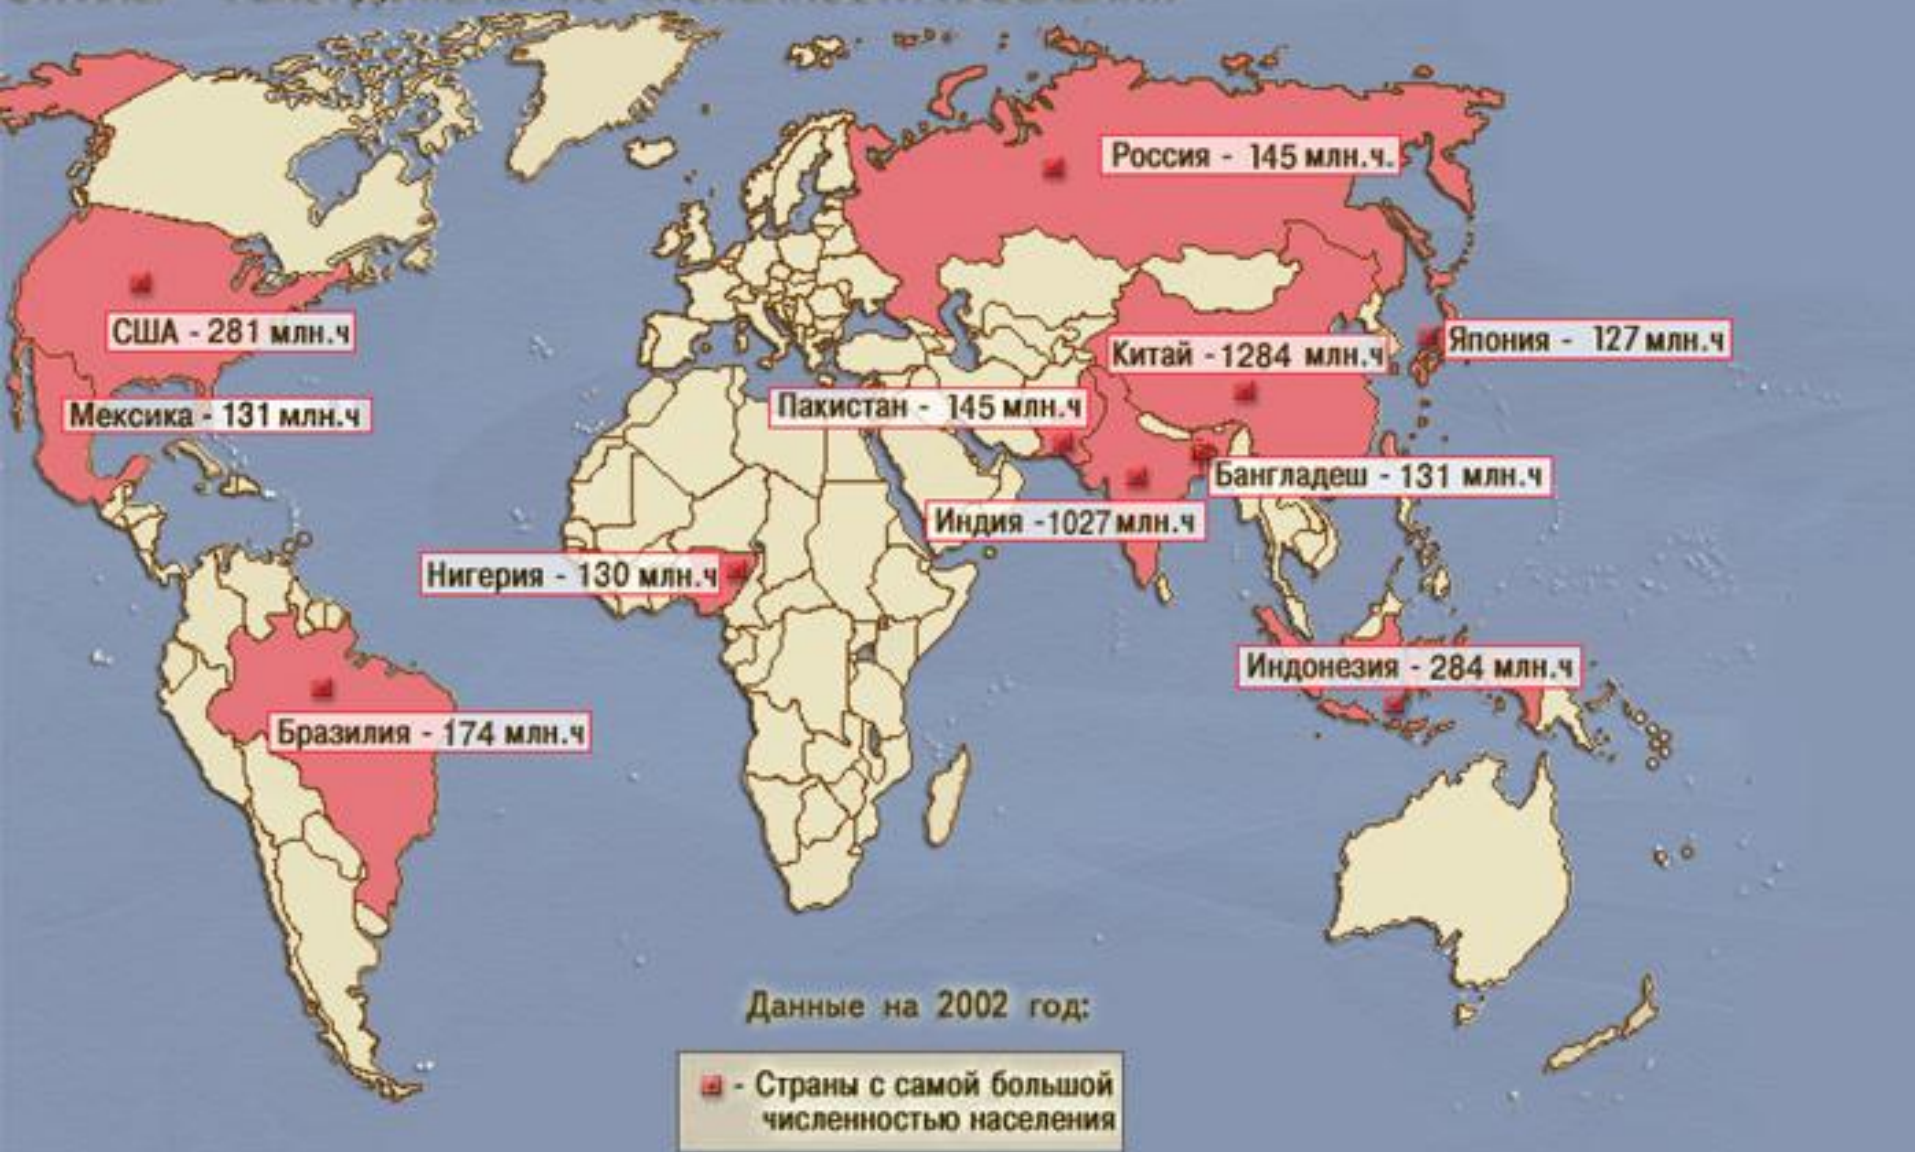 Россия - 145 млн.ч.
США - 281 млн.ч
Япония - 127 млн.ч
Китай -1284 млн.ч
Мексика - 131 млн.ч
Пакистан - 145 млн.ч
Бангладеш - 131 млн.ч
Индия -1027 млн.ч
Нигерия - 130 млн.ч
Индонезия - 284 млн.ч
Бразилия - 174 млн.ч
Данные на 2002 год:
- Страны с самой большой
численностью населения